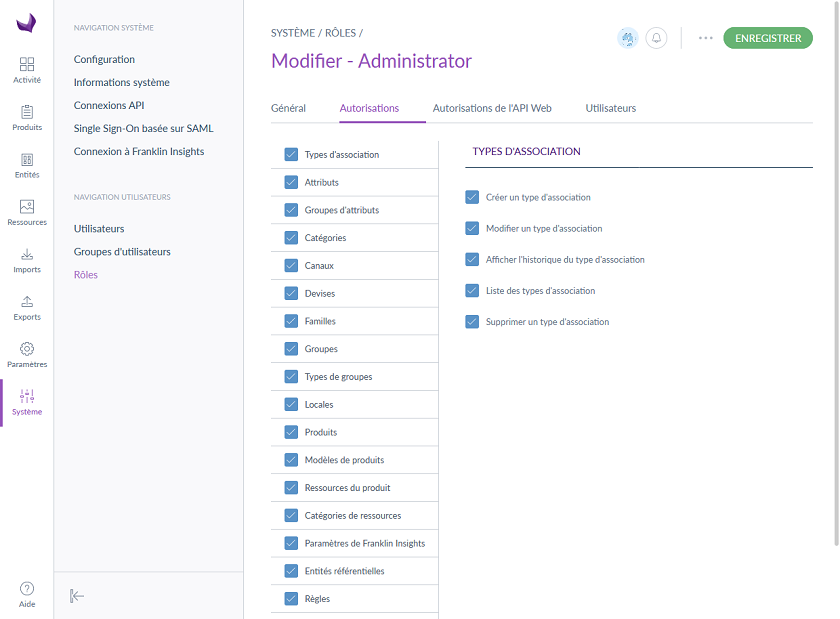 Activité
Produits
Entités
Ressources
Imports
Exports
Paramètres
Système
Aide
NAVIGATION SYSTÈME
Configuration
Informations système
Connexions API
Single Sign-On basée sur SAML
Connexion à Franklin Insights
NAVIGATION UTILISATEURS
Utilisateurs
Groupes d'utilisateurs
Rôles
SYSTÈME / RÔLES /
ENREGISTRER
Modifier - Administrator
Général Autorisations Autorisations de l'API Web Utilisateurs
Types d'association
Attributs
Groupes d'attributs
Catégories
Canaux
Devises
Familles
Groupes
Types de groupes
Locales
Produits
Modèles de produits
Ressources du produit
Catégories de ressources
Paramètres de Franklin Insights
Entités référentielles
Règles
TYPES D'ASSOCIATION
Créer un type d'association
Modifier un type d'association
Afficher l'historique du type d'association
Liste des types d'association
Supprimer un type d'association